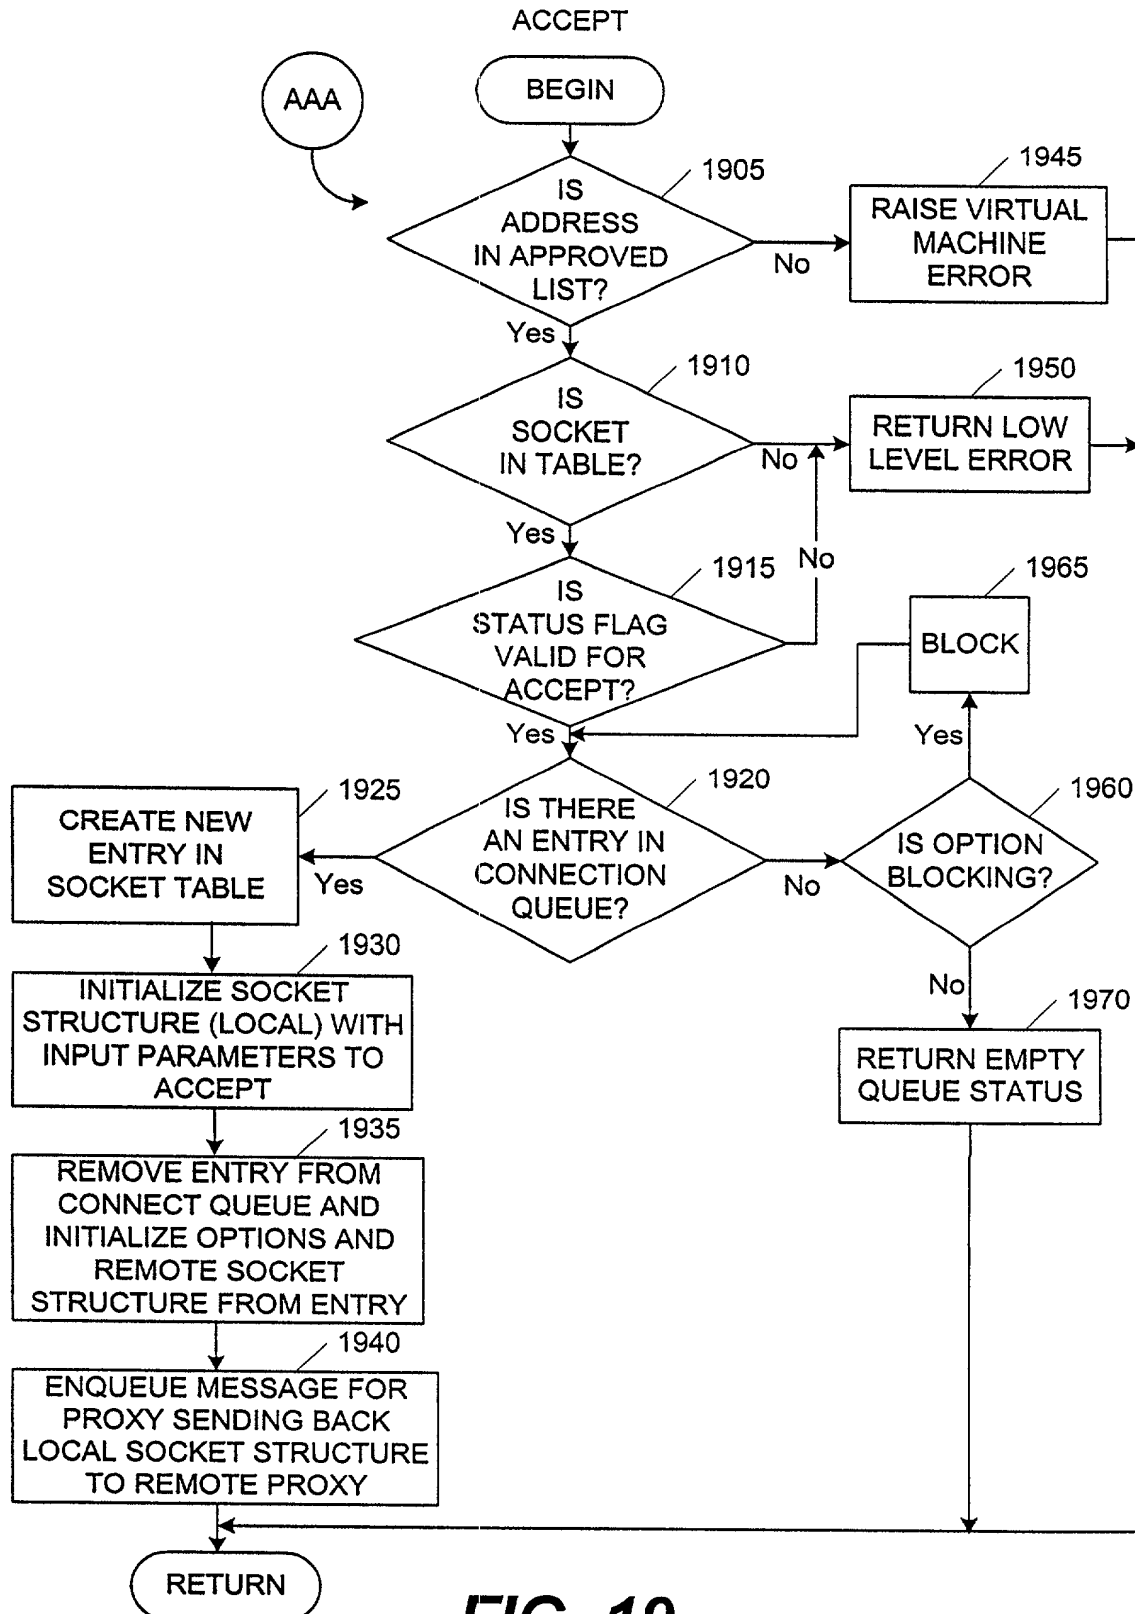 ACCEPT
AAA
BEGIN
1905
IS
ADDRESS
IN APPROVED
LIST?
No
1945
RAISE VIRTUAL
MACHINE
ERROR
Yes
1910
IS
SOCKET
IN TABLE?
No
1950
RETURN LOW
LEVEL ERROR
Yes
No
1915
IS
STATUS FLAG
VALID FOR
ACCEPT?
1965
BLOCK
Yes
Yes
1920
IS THERE
AN ENTRY IN
CONNECTION
QUEUE?
Yes
No
1960
IS OPTION
BLOCKING?
1925
CREATE NEW
ENTRY IN
SOCKET TABLE
No
1970
RETURN EMPTY
QUEUE STATUS
1930
INITIALIZE SOCKET
STRUCTURE (LOCAL) WITH
INPUT PARAMETERS TO
ACCEPT
1935
REMOVE ENTRY FROM
CONNECT QUEUE AND
INITIALIZE OPTIONS AND
REMOTE SOCKET
STRUCTURE FROM ENTRY
1940
ENQUEUE MESSAGE FOR
PROXY SENDING BACK
LOCAL SOCKET STRUCTURE
TO REMOTE PROXY
RETURN
FIG.